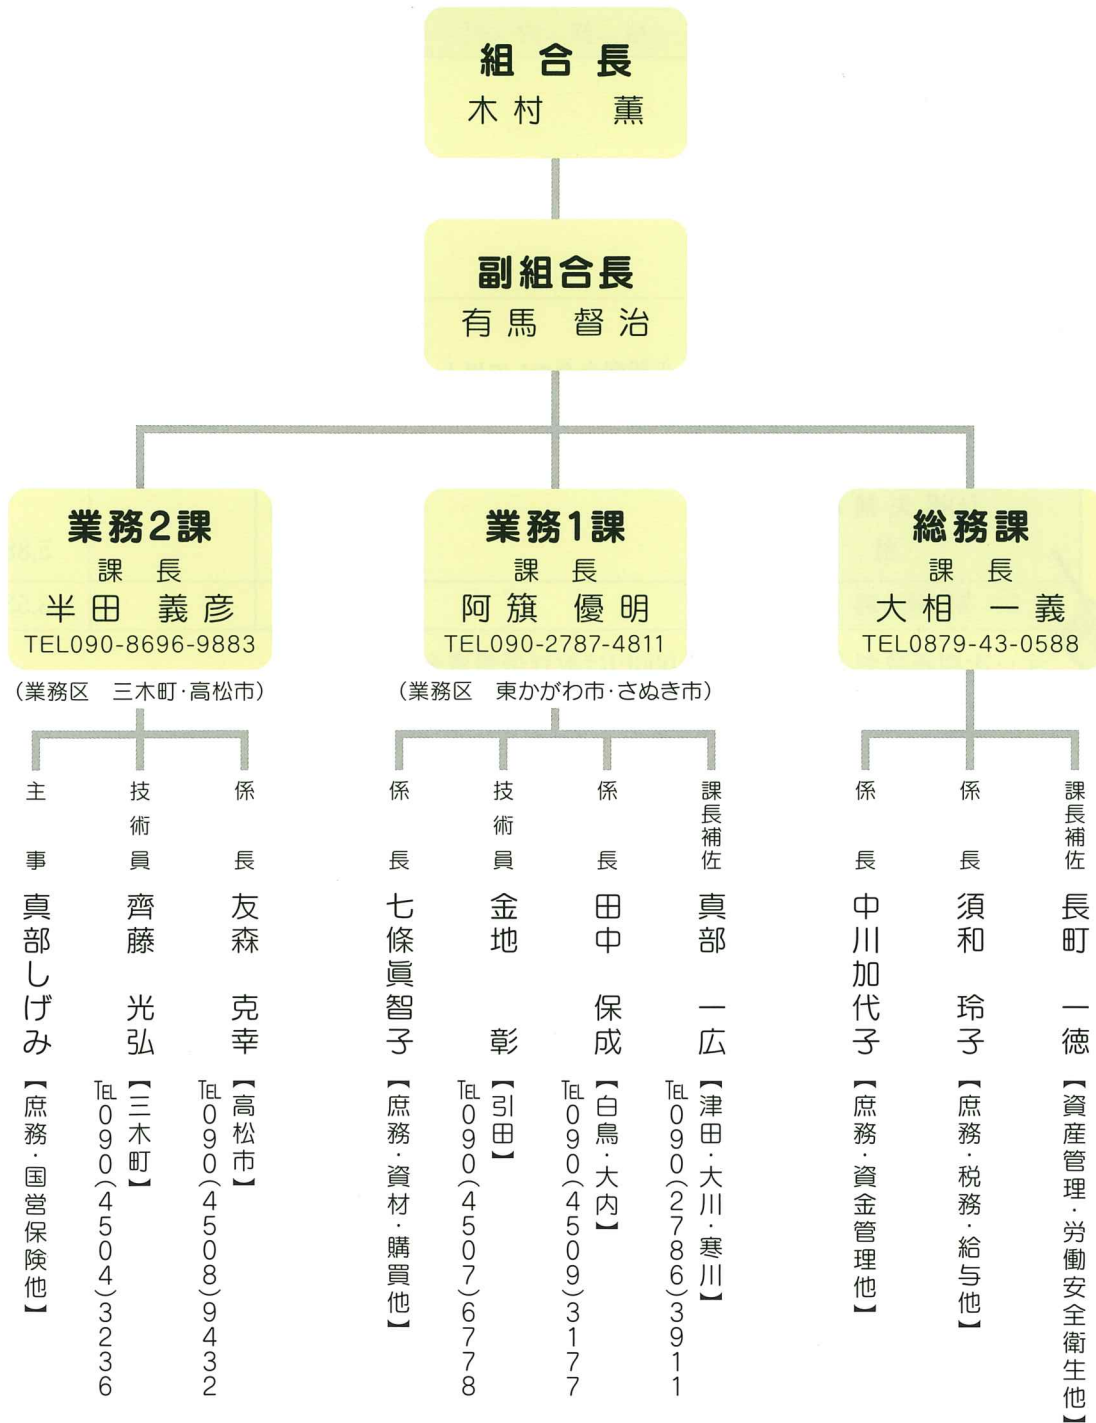 組合長
木村　薫
副組合長
有馬　督治
業務2課
課　長
半田　義彦
TEL090-8696-9883
（業務区　三木町・高松市）
業務1課
課　長
阿籏　優明
TEL090-2787-4811
（業務区　東かがわ市・さぬき市）
総務課
課　長
大相　一義
TEL0879-43-0588
課長補佐　長町　一徳【資産管理・労働安全衛生他】
係　長　須和　玲子【庶務・税務・給与他】
係　長　中川加代子【庶務・資金管理他】
課長補佐　真部　一広【津田・大川・寒川】
TEL090(2786)3911
係　長　田中　保成【白鳥・大内】
TEL090(4509)3177
技術員　金地　彰【引田】
TEL090(4507)6778
係　長　七條眞智子【庶務・資材・購買他】
係　長　友森　克幸【高松市】
TEL090(4508)9432
技術員　齊藤　光弘【三木町】
TEL090(4504)3236
主　事　真部しげみ【庶務・国営保険他】